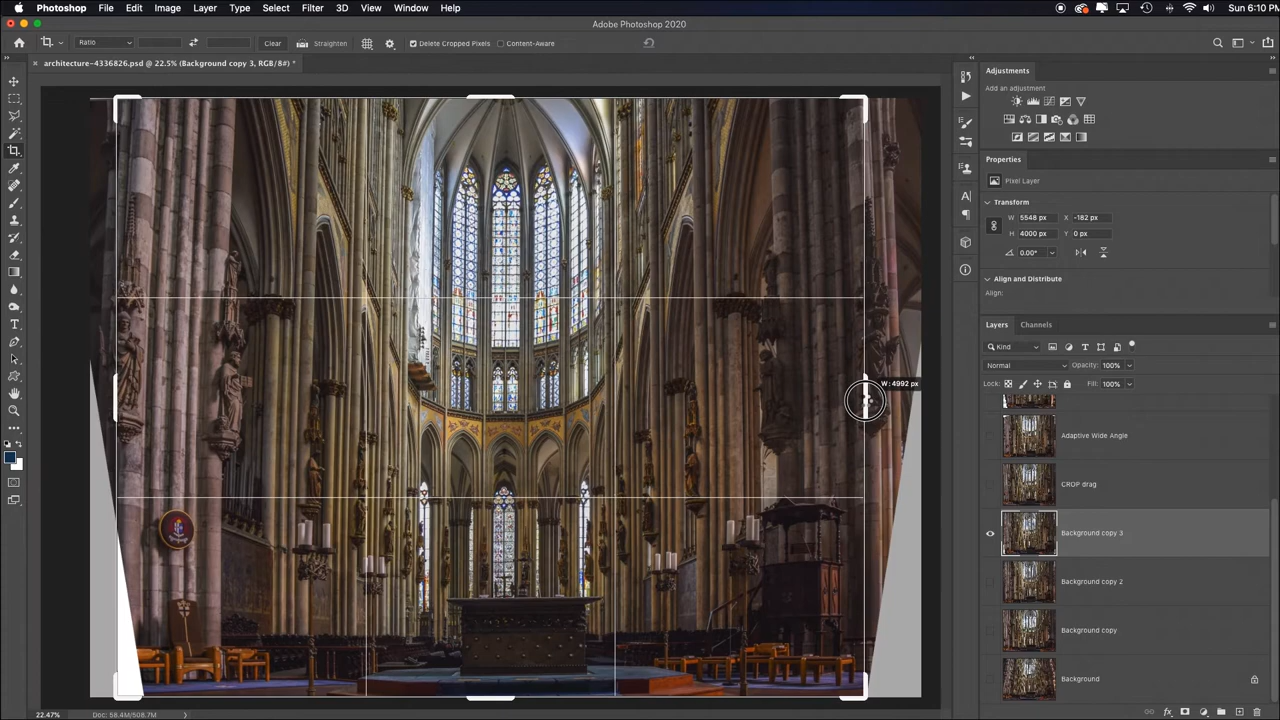 Photoshop File Edit Image Layer Type Select Filter 3D View Window Help Sun 6:10 PM
Adobe Photoshop 2020
Ratio Clear Straighten Delete Cropped Pixels Content-Aware
architecture-4336826.psd @ 22.5% (Background copy 3, RGB/8#) *
Adjustments
Add an adjustment
Properties
Pixel Layer
Transform
W 5548 px X -182 px
H 4000 px Y 0 px
0.00°
Align and Distribute
Align:
Layers Channels
Kind
Normal Opacity: 100%
Lock: Fill: 100%
W: 4992 px
Adaptive Wide Angle
CROP drag
Background copy 3
Background copy 2
Background copy
Background
22.47% Doc: 58.4M/508.7M